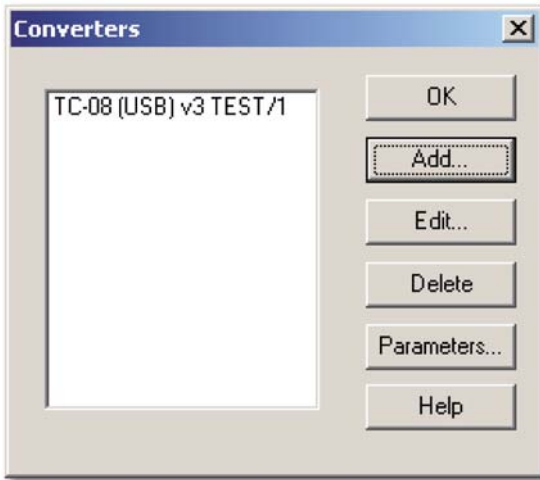 Converters
TC-08 (USB) v3 TEST/1
OK
Add...
Edit...
Delete
Parameters...
Help